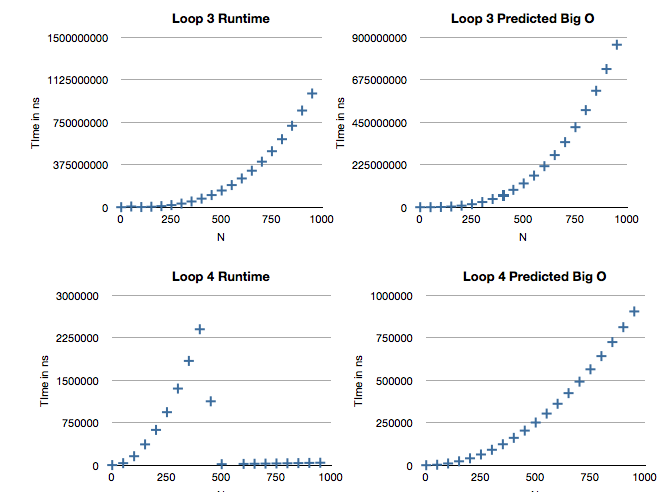 Loop 3 Runtime
TIme in ns
1500000000
1125000000
750000000
375000000
0
0 250 500 750 1000
N
Loop 3 Predicted Big O
TIme in ns
900000000
675000000
450000000
225000000
0
0 250 500 750 1000
N
Loop 4 Runtime
TIme in ns
3000000
2250000
1500000
750000
0
0 250 500 750 1000
N
Loop 4 Predicted Big O
TIme in ns
1000000
750000
500000
250000
0
0 250 500 750 1000
N